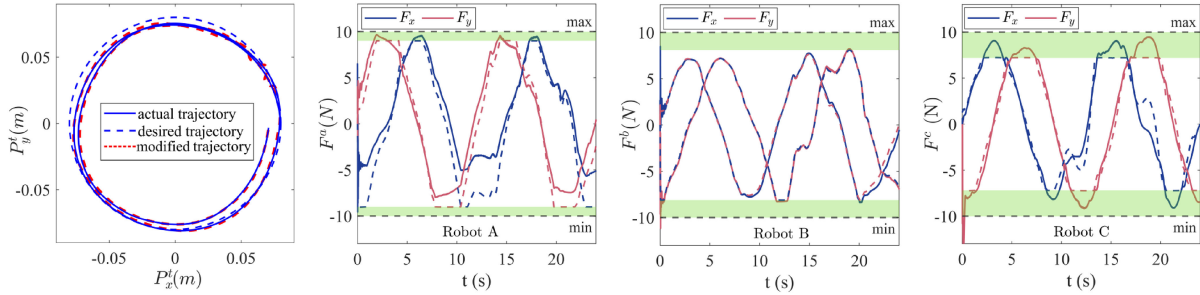 0.05
0
-0.05
P_y^t(m)
actual trajectory
desired trajectory
modified trajectory
-0.05 0 0.05
P_x^t(m)
F_x F_y
max
10
5
0
-5
-10
F^a(N)
Robot A
min
0 5 10 15 20
t (s)
F_x F_y
max
10
5
0
-5
-10
F^b(N)
Robot B
min
0 5 10 15 20
t (s)
F_x F_y
max
10
5
0
-5
-10
F^c (N)
Robot C
min
0 5 10 15 20
t (s)